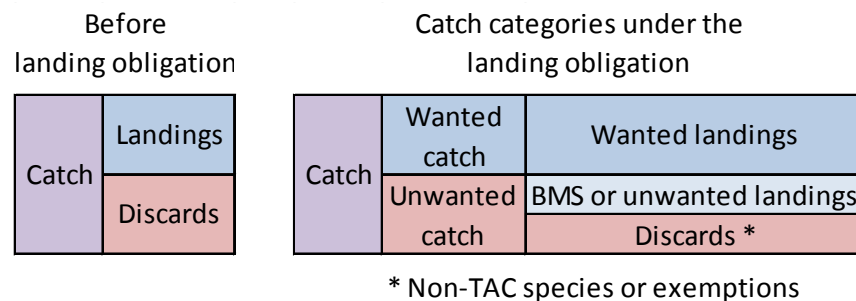 Before
landing obligation
Catch categories under the
landing obligation
Catch
Landings
Discards
Catch
Wanted
catch
Wanted landings
Unwanted
catch
BMS or unwanted landings
Discards *
* Non-TAC species or exemptions